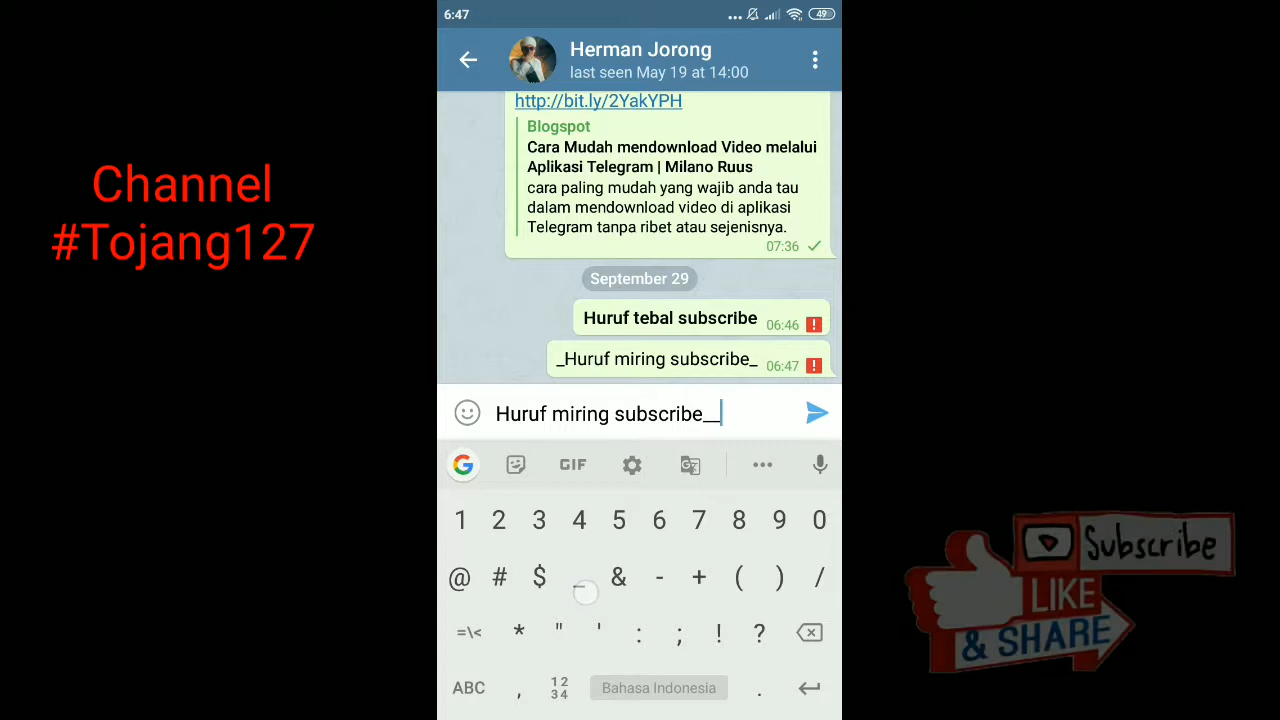 6:47
49
Herman Jorong
last seen May 19 at 14:00
http://bit.ly/2YakYPH
Blogspot
Cara Mudah mendownload Video melalui
Aplikasi Telegram | Milano Ruus
cara paling mudah yang wajib anda tau
dalam mendownload video di aplikasi
Telegram tanpa ribet atau sejenisnya.
07:36
September 29
Huruf tebal subscribe 06:46
_Huruf miring subscribe_ 06:47
Huruf miring subscribe__
GIF
1 2 3 4 5 6 7 8 9 0
@ # $ _ & - + ( ) /
=\< * " ' : ; ! ?
ABC , 12 34 Bahasa Indonesia .
Channel
#Tojang127
Subscribe
LIKE
& SHARE